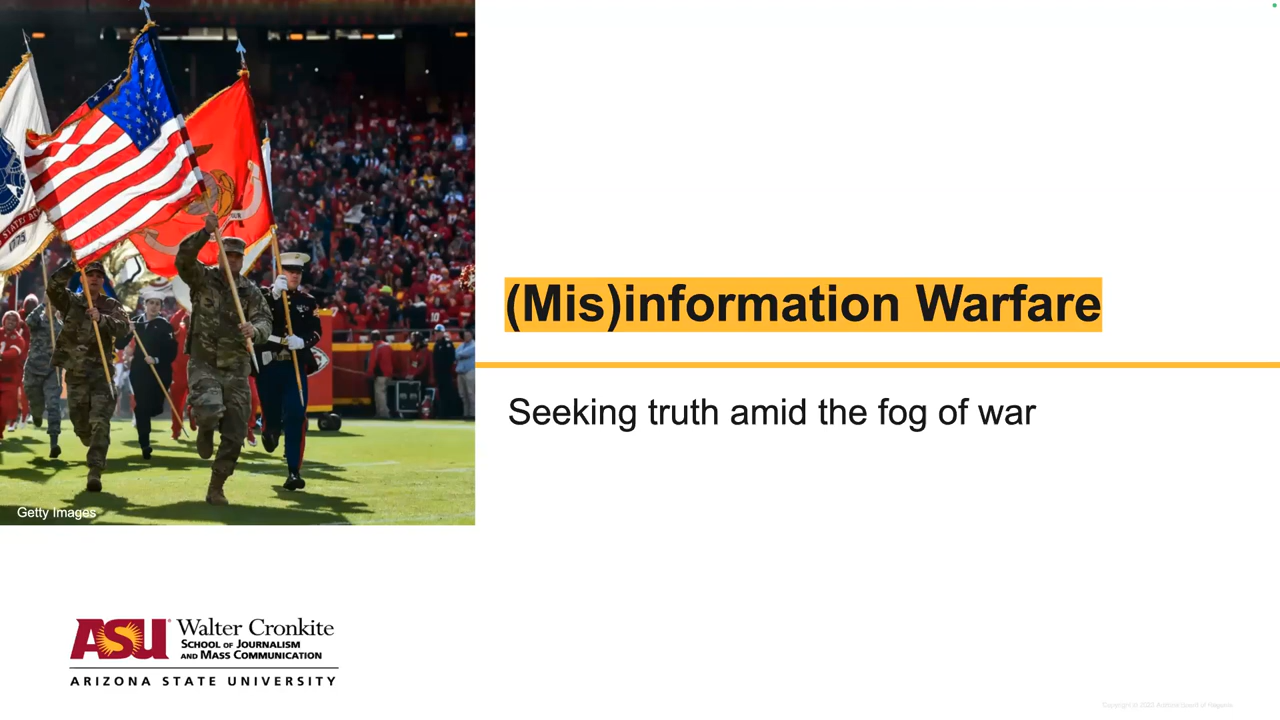 (Mis)information Warfare
Seeking truth amid the fog of war
1775
Getty Images
ASU Walter Cronkite
School of Journalism
and Mass Communication
ARIZONA STATE UNIVERSITY